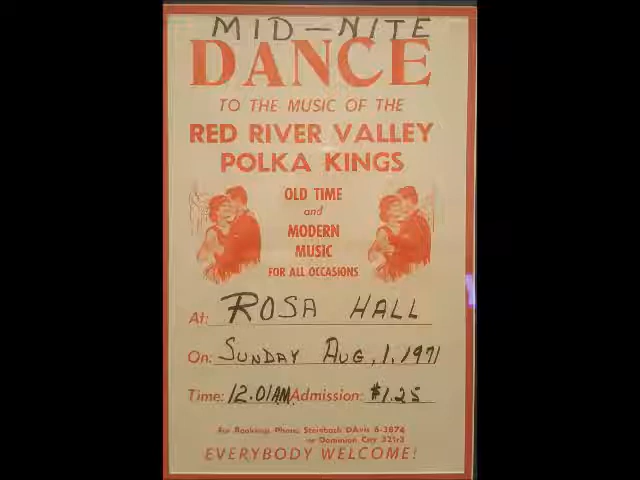 MID-NITE
DANCE
TO THE MUSIC OF THE
RED RIVER VALLEY
POLKA KINGS
OLD TIME
and
MODERN
MUSIC
FOR ALL OCCASIONS
At: ROSA HALL
On: SUNDAY AUG, 1, 1971
Time: 12.01AM Admission: $1.25
For Bookings Phone: Steinbach DAvis 6-3874
or Dominion City 321r3
EVERYBODY WELCOME!